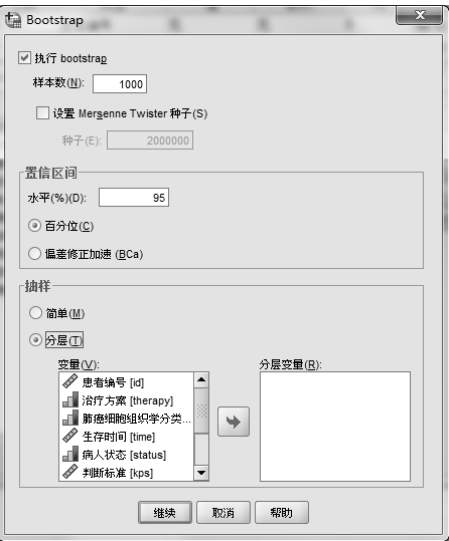 Bootstrap
执行 bootstrap
样本数(N): 1000
设置 Mersenne Twister 种子(S)
种子(E): 2000000
置信区间
水平(%)(D): 95
百分位(C)
偏差修正加速 (BCa)
抽样
简单(M)
分层(T)
变量(V): 分层变量(R):
患者编号 [id]
治疗方案 [therapy]
肺癌细胞组织学分类...
生存时间 [time]
病人状态 [status]
判断标准 [kps]
继续 取消 帮助